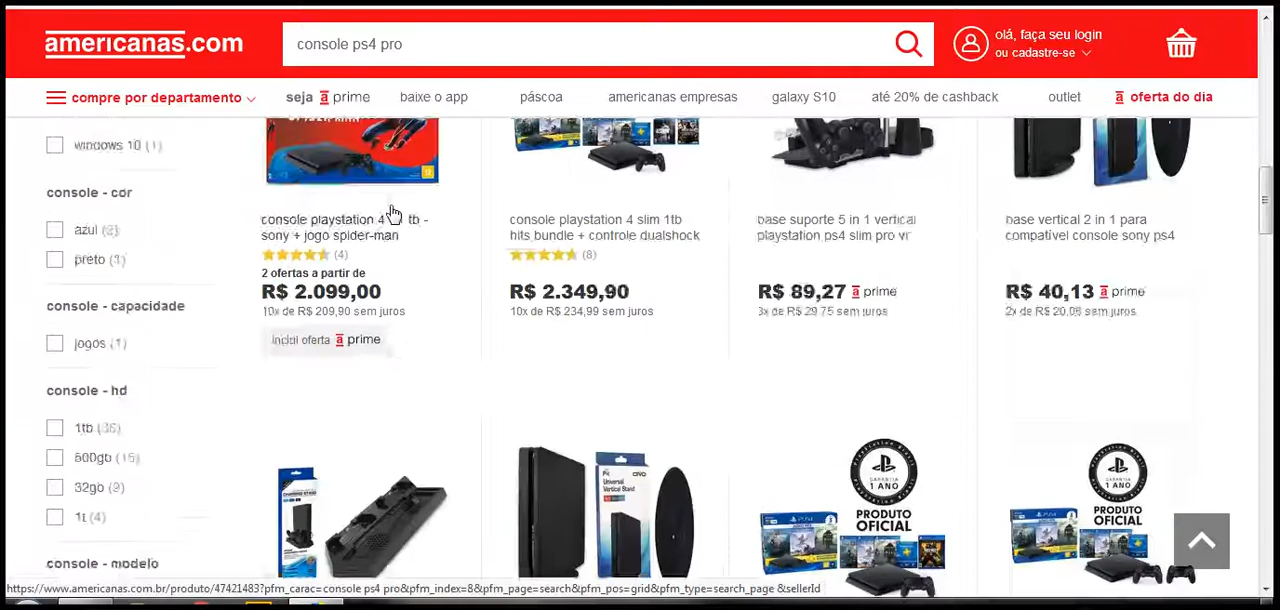 americanas.com
console ps4 pro
olá, faça seu login
ou cadastre-se
compre por departamento
seja a prime
baixe o app
páscoa
americanas empresas
galaxy S10
até 20% de cashback
outlet
a oferta do dia
windows 10 (1)
console - cor
azul (2)
preto (3)
console - capacidade
jogos (1)
console - hd
1tb (36)
500gb (15)
32go (9)
1t (4)
console - modelo
console playstation 4 tb -
sony + jogo spider-man
(4)
2 ofertas a partir de
R$ 2.099,00
10x de R$ 209,90 sem juros
inclui oferta a prime
console playstation 4 slim 1tb
hits bundle + controle dualshock
(8)
R$ 2.349,90
10x de R$ 234,99 sem juros
base suporte 5 in 1 vertical
playstation ps4 slim pro vr
R$ 89,27 a prime
3x de R$ 29,75 sem juros
base vertical 2 in 1 para
compatível console sony ps4
R$ 40,13 a prime
2x de R$ 20,06 sem juros
Universal
Vertical Stand
GARANTIA
1 ANO
PRODUTO
OFICIAL
GARANTIA
1 ANO
PRODUTO
OFICIAL
https://www.americanas.com.br/produto/47421483?pfm_carac=console ps4 pro&pfm_index=8&pfm_page=search&pfm_pos=grid&pfm_type=search_page &sellerId